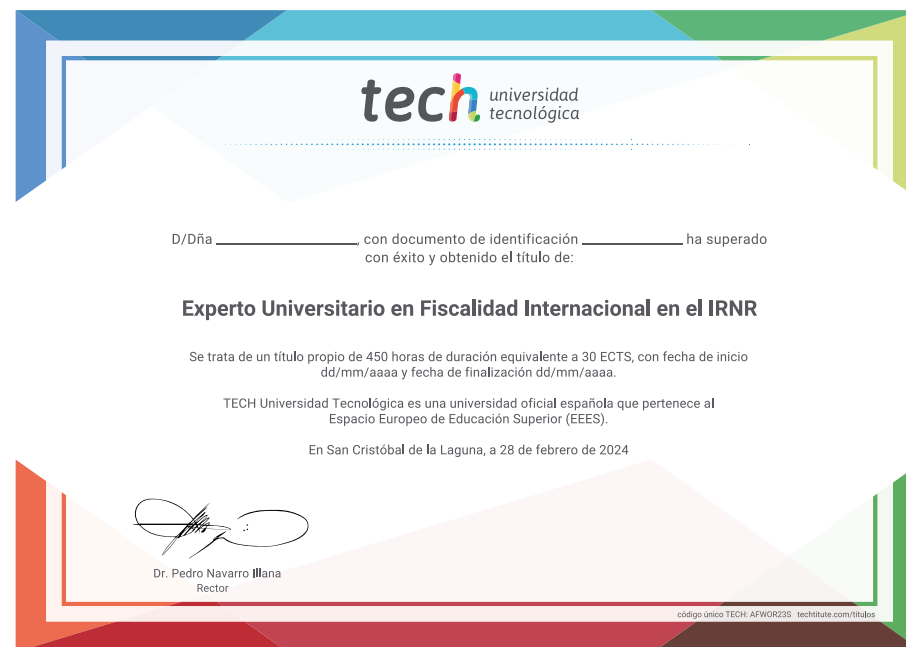 tech universidad
tecnológica
D/Dña ____________________, con documento de identificación ______________ ha superado
con éxito y obtenido el título de:
Experto Universitario en Fiscalidad Internacional en el IRNR
Se trata de un título propio de 450 horas de duración equivalente a 30 ECTS, con fecha de inicio
dd/mm/aaaa y fecha de finalización dd/mm/aaaa.
TECH Universidad Tecnológica es una universidad oficial española que pertenece al
Espacio Europeo de Educación Superior (EEES).
En San Cristóbal de la Laguna, a 28 de febrero de 2024
Dr. Pedro Navarro Illana
Rector
código único TECH: AFWOR23S techtitute.com/titulos